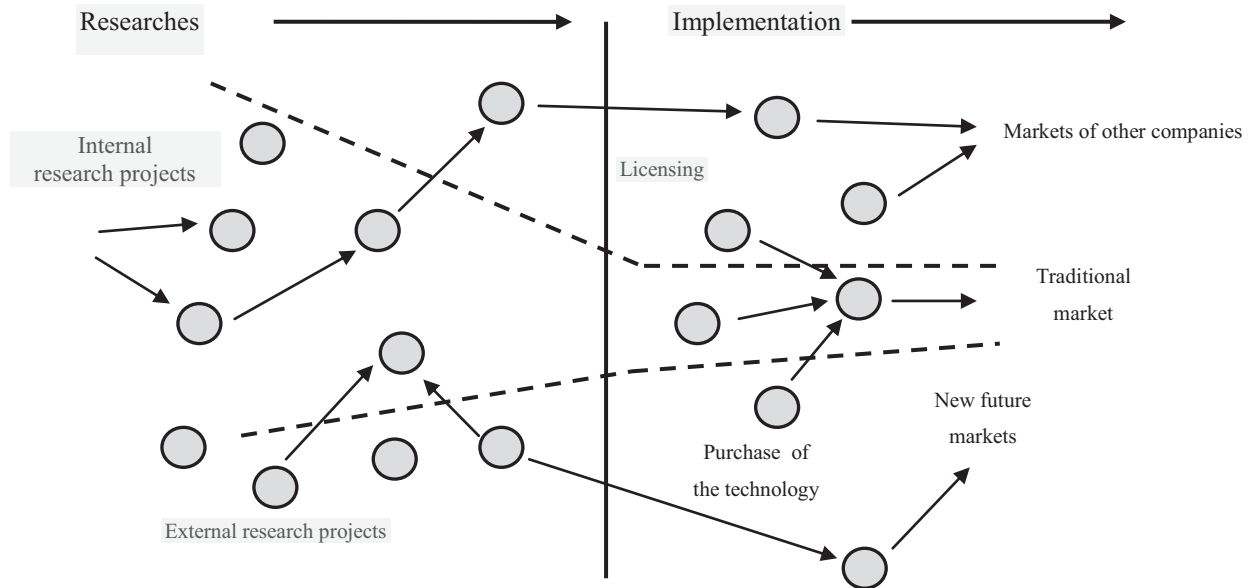 Researches
Implementation
Internal
research projects
Markets of other companies
Licensing
Traditional
market
New future
markets
Purchase of
the technology
External research projects